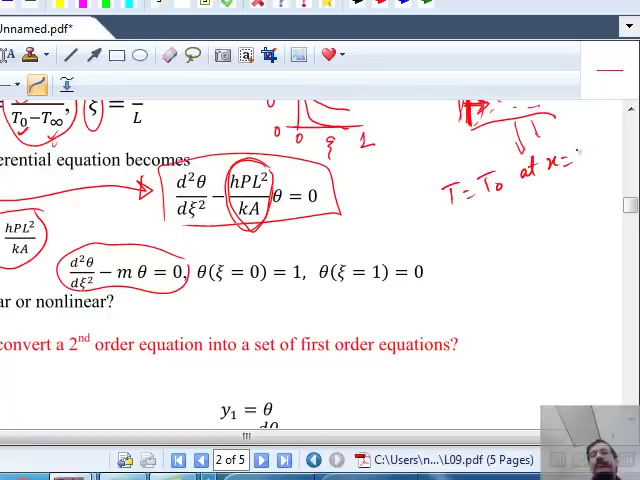 Unnamed.pdf*
T₀−T∞, ξ = L
0 0 ξ 1
erential equation becomes
d²θ/dξ² − hPL²/kA θ = 0
T = T₀ at x =
hPL²/kA
d²θ/dξ² − m θ = 0, θ(ξ = 0) = 1, θ(ξ = 1) = 0
ar or nonlinear?
convert a 2nd order equation into a set of first order equations?
y₁ = θ
dθ
2 of 5
C:\Users\n...\L09.pdf (5 Pages)